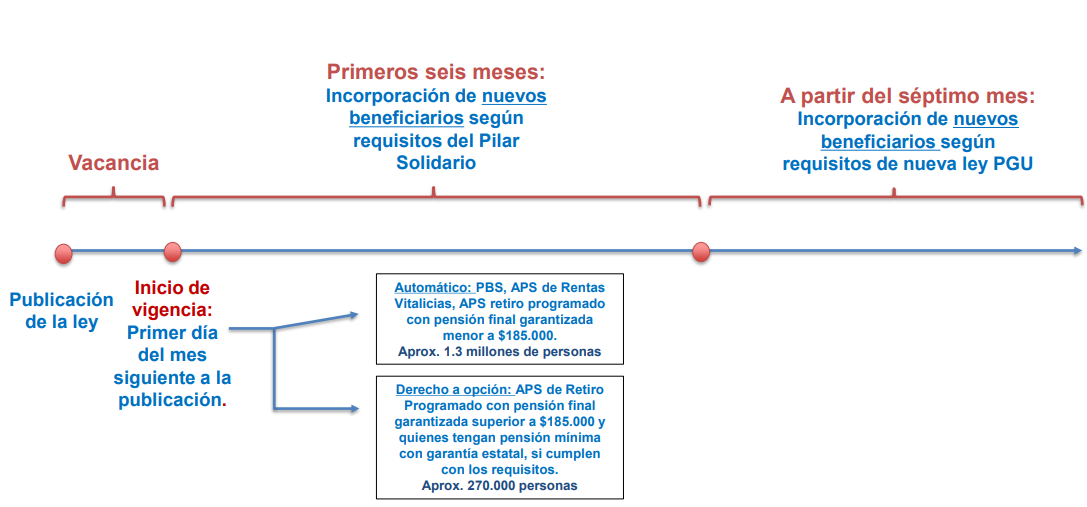 Primeros seis meses:
Incorporación de nuevos
beneficiarios según
requisitos del Pilar
Solidario
A partir del séptimo mes:
Incorporación de nuevos
beneficiarios según
requisitos de nueva ley PGU
Vacancia
Publicación
de la ley
Inicio de
vigencia:
Primer día
del mes
siguiente a la
publicación.
Automático: PBS, APS de Rentas
Vitalicias, APS retiro programado
con pensión final garantizada
menor a $185.000.
Aprox. 1.3 millones de personas
Derecho a opción: APS de Retiro
Programado con pensión final
garantizada superior a $185.000 y
quienes tengan pensión mínima
con garantía estatal, si cumplen
con los requisitos.
Aprox. 270.000 personas